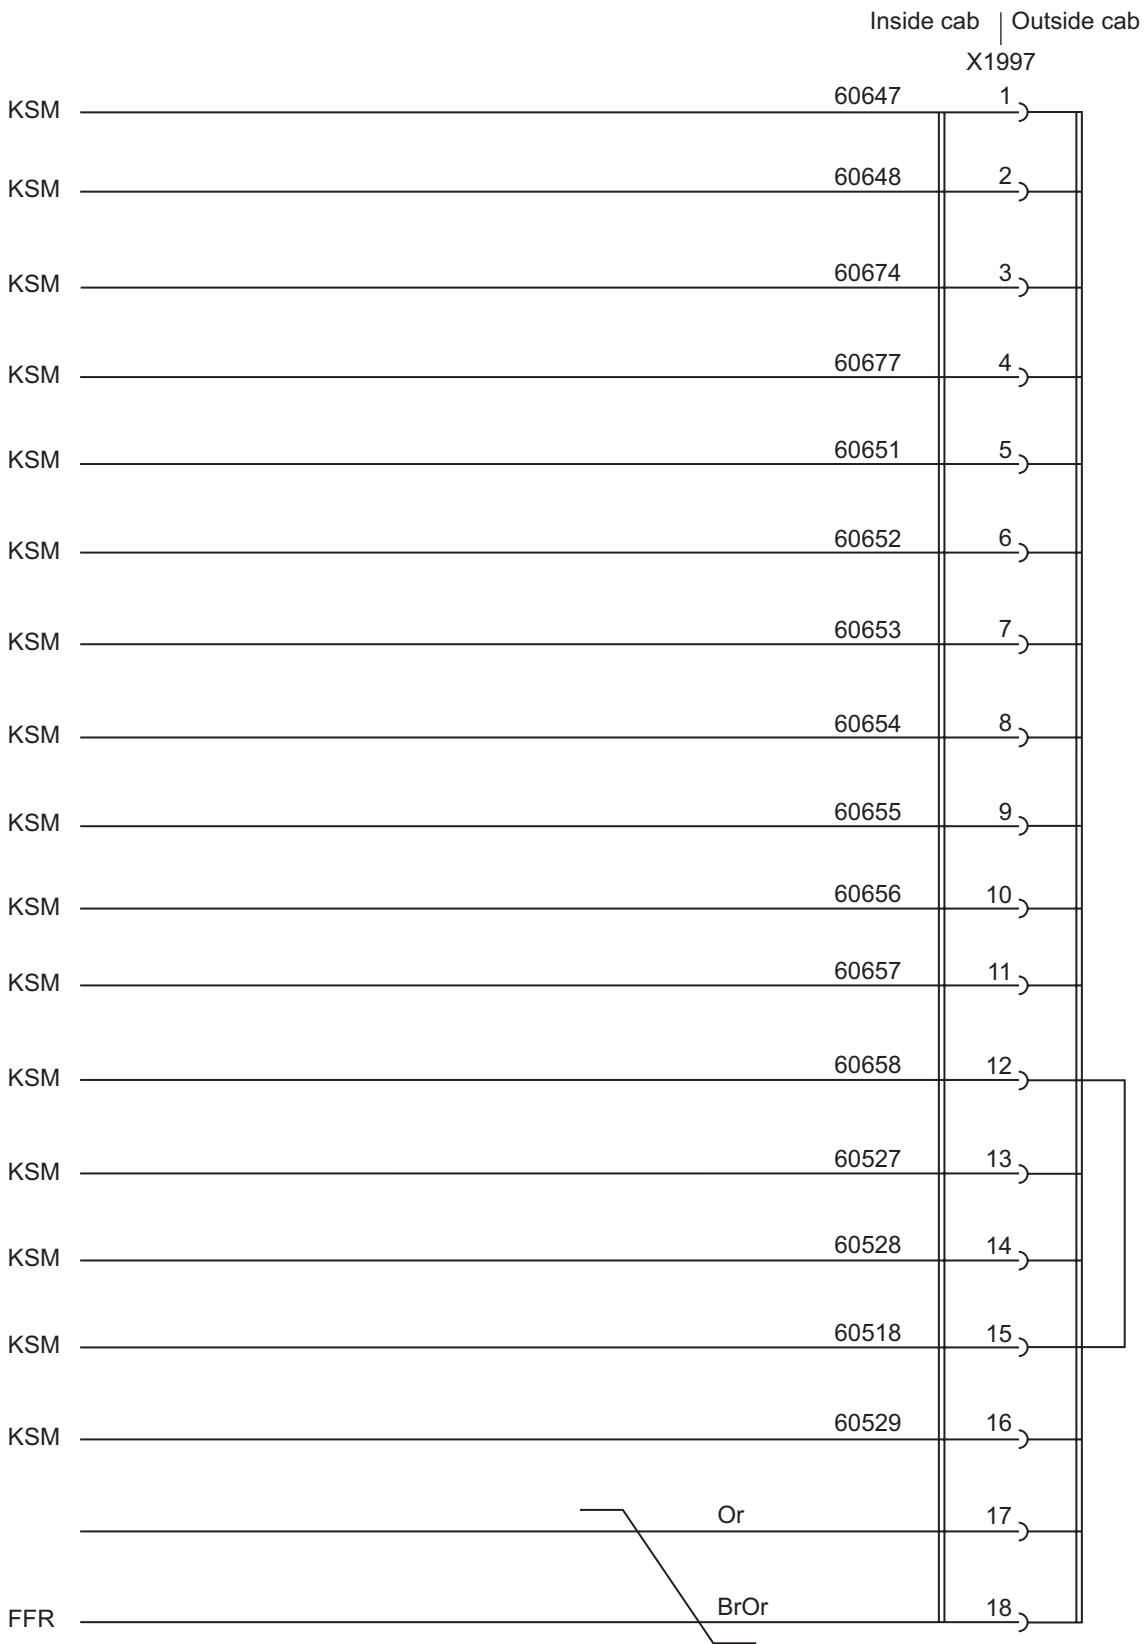 Inside cab | Outside cab
X1997
KSM 60647 1
KSM 60648 2
KSM 60674 3
KSM 60677 4
KSM 60651 5
KSM 60652 6
KSM 60653 7
KSM 60654 8
KSM 60655 9
KSM 60656 10
KSM 60657 11
KSM 60658 12
KSM 60527 13
KSM 60528 14
KSM 60518 15
KSM 60529 16
Or 17
FFR BrOr 18